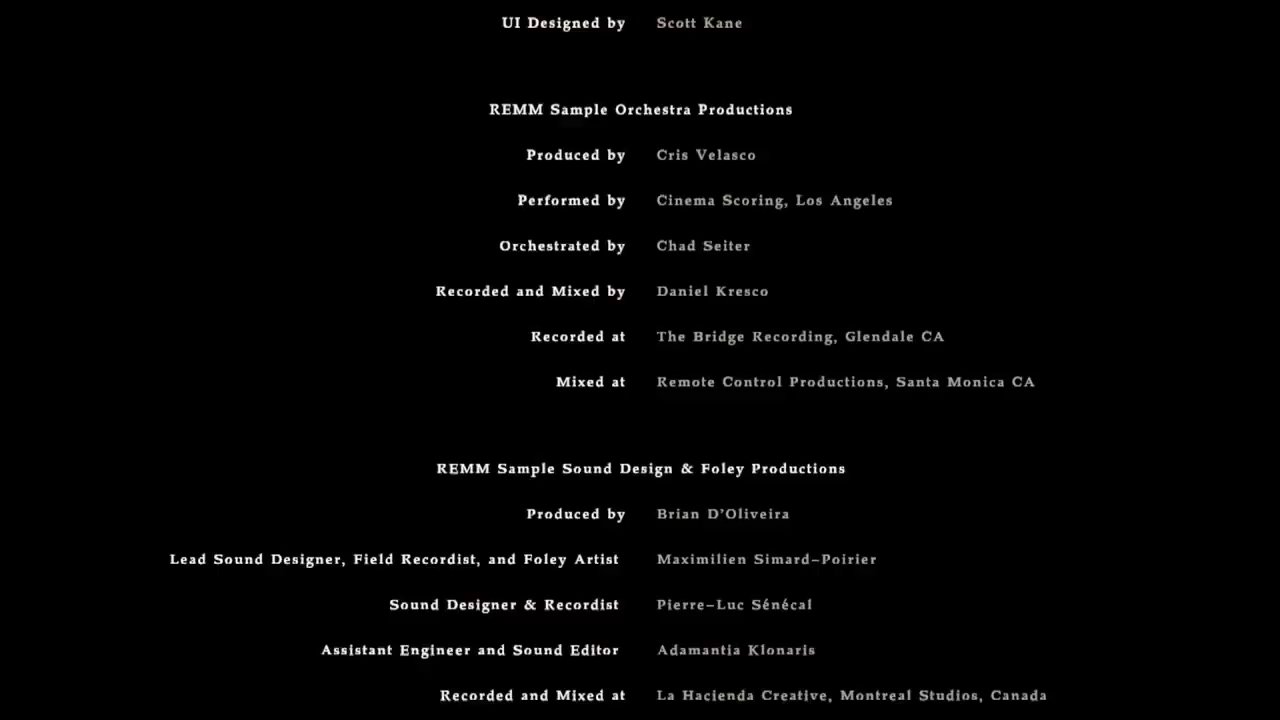 UI Designed by Scott Kane
REMM Sample Orchestra Productions
Produced by Cris Velasco
Performed by Cinema Scoring, Los Angeles
Orchestrated by Chad Seiter
Recorded and Mixed by Daniel Kresco
Recorded at The Bridge Recording, Glendale CA
Mixed at Remote Control Productions, Santa Monica CA
REMM Sample Sound Design & Foley Productions
Produced by Brian D’Oliveira
Lead Sound Designer, Field Recordist, and Foley Artist Maximilien Simard–Poirier
Sound Designer & Recordist Pierre–Luc Sénécal
Assistant Engineer and Sound Editor Adamantia Klonaris
Recorded and Mixed at La Hacienda Creative, Montreal Studios, Canada